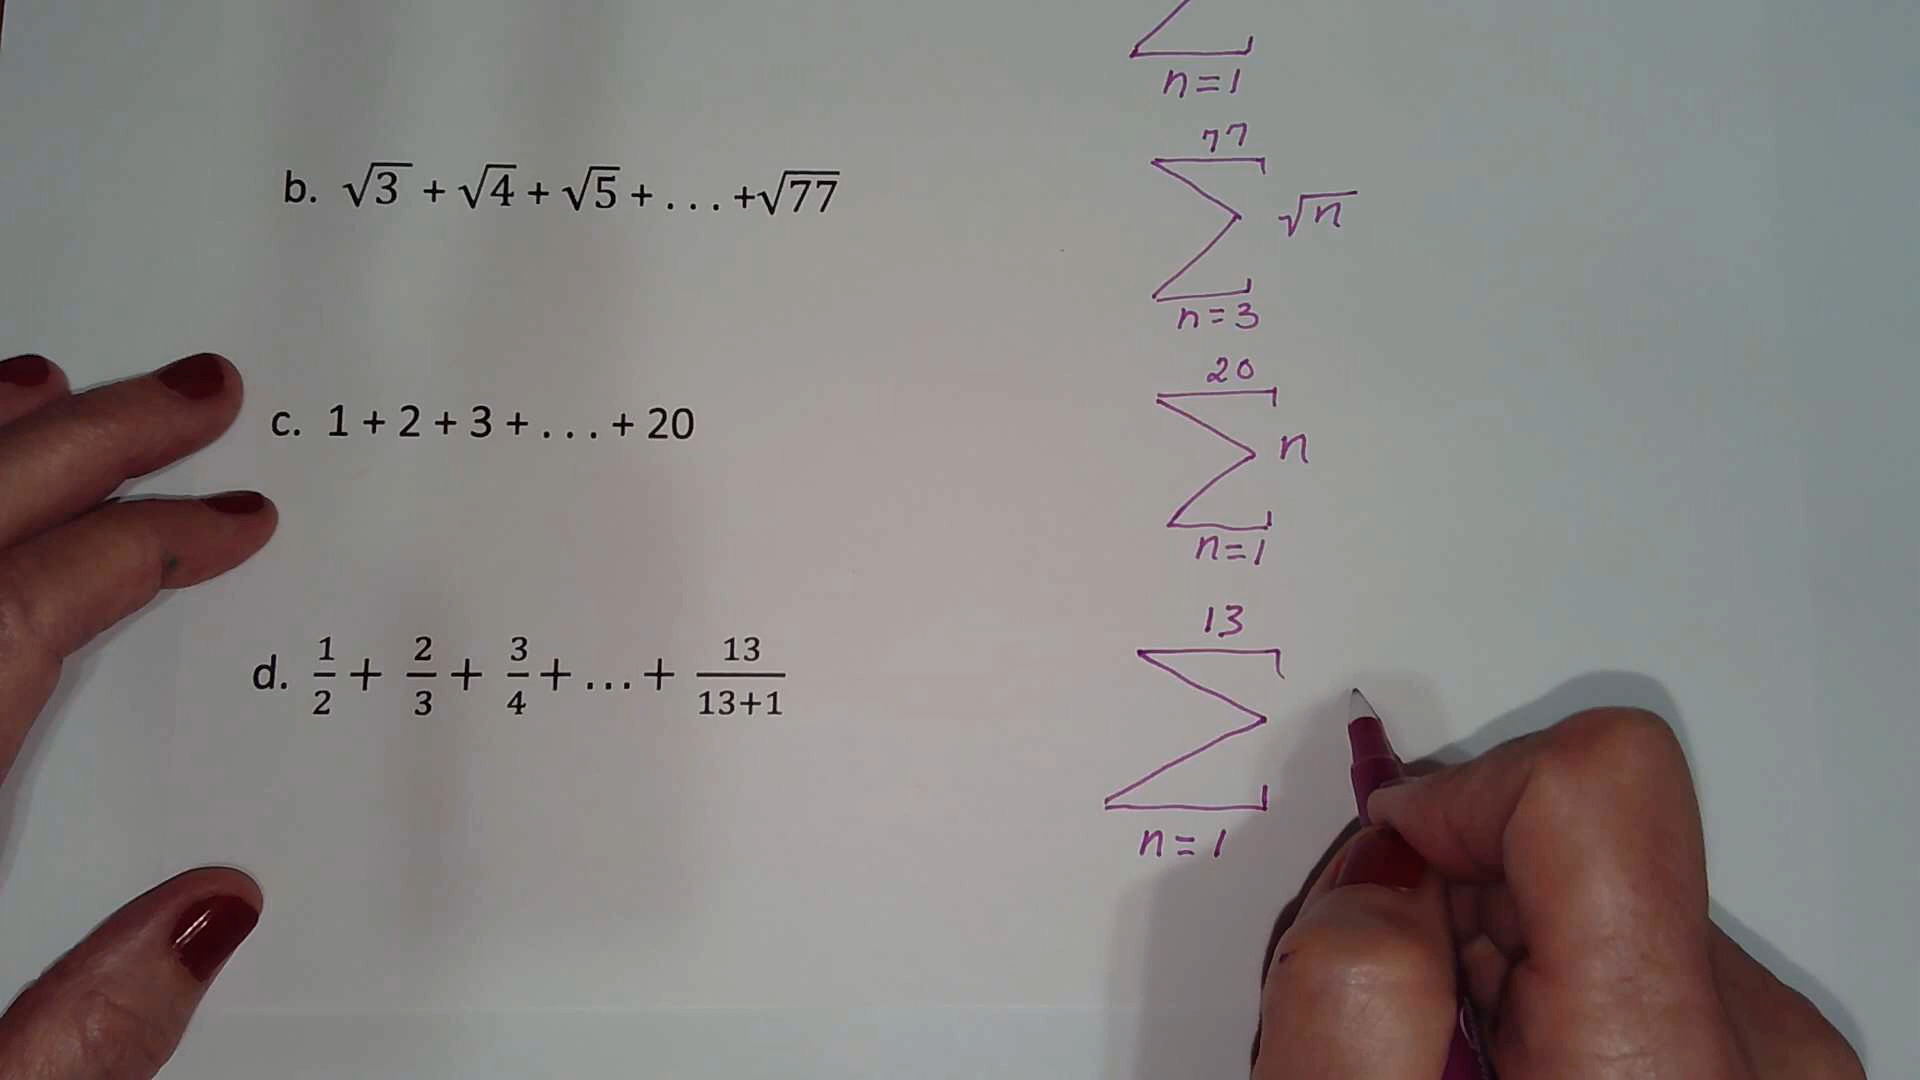 n=1
b. √3 + √4 + √5 + . . . +√77
77
∑ √n
n=3
c. 1 + 2 + 3 + . . . + 20
20
∑ n
n=1
d. 1/2 + 2/3 + 3/4 + ... + 13/(13+1)
13
∑
n=1